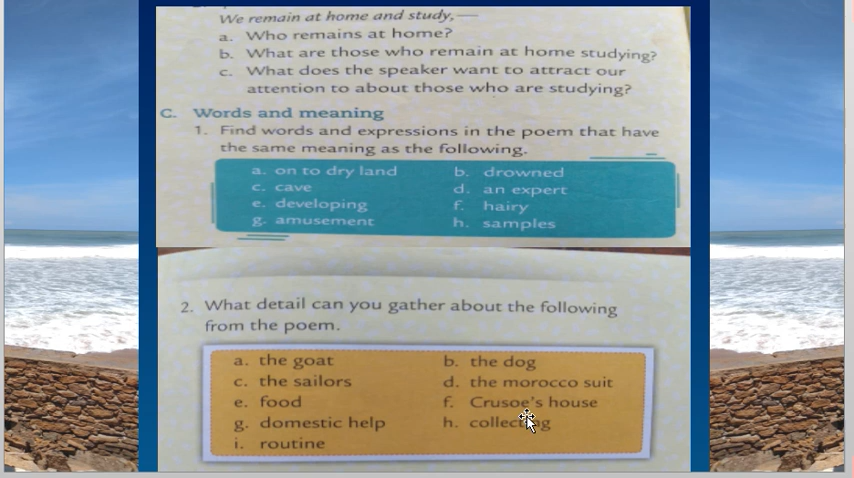 We remain at home and study,—
a. Who remains at home?
b. What are those who remain at home studying?
c. What does the speaker want to attract our
attention to about those who are studying?
C. Words and meaning
1. Find words and expressions in the poem that have
the same meaning as the following.
a. on to dry land b. drowned
c. cave d. an expert
e. developing f. hairy
g. amusement h. samples
2. What detail can you gather about the following
from the poem.
a. the goat b. the dog
c. the sailors d. the morocco suit
e. food f. Crusoe's house
g. domestic help h. collecting
i. routine